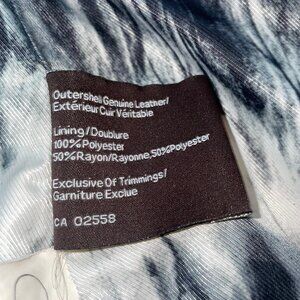 Outershell Genuine Leather/
Extérieur Cuir Véritable
Lining/Doublure
100% Polyester
50% Rayon/Rayonne, 50% Polyester
Exclusive Of Trimmings/
Garniture Exclue
CA 02558